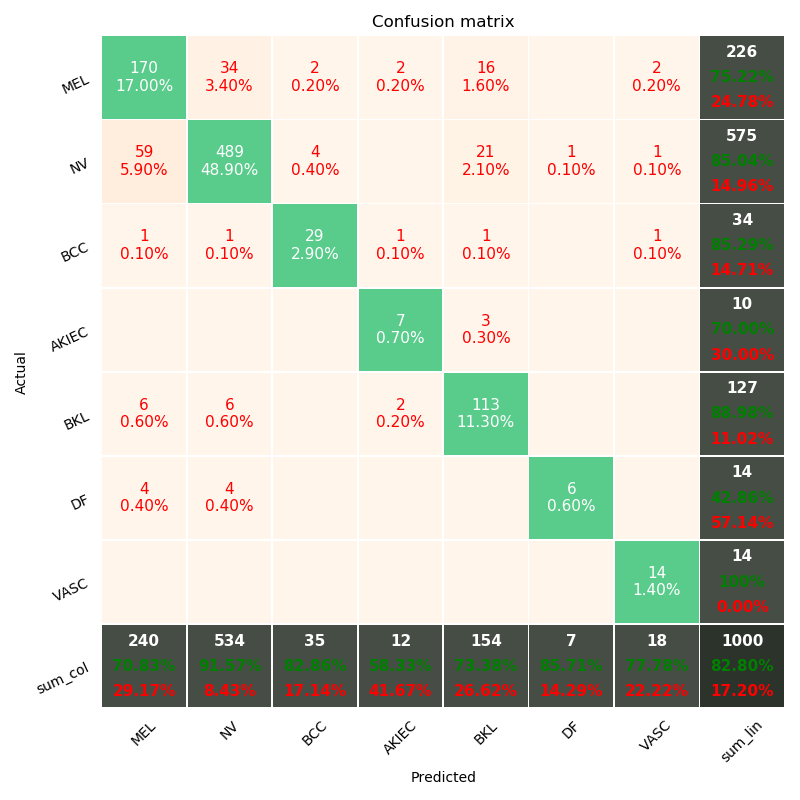 Confusion matrix
MEL
170 34 2 2 16 2 226
17.00% 3.40% 0.20% 0.20% 1.60% 0.20% 75.22%
24.78%
NV
59 489 4 21 1 1 575
5.90% 48.90% 0.40% 2.10% 0.10% 0.10% 85.04%
14.96%
BCC
1 1 29 1 1 1 34
0.10% 0.10% 2.90% 0.10% 0.10% 0.10% 85.29%
14.71%
AKIEC
7 3 10
0.70% 0.30% 70.00%
30.00%
BKL
6 6 2 113 127
0.60% 0.60% 0.20% 11.30% 88.98%
11.02%
DF
4 4 6 14
0.40% 0.40% 0.60% 42.86%
57.14%
VASC
14 14
1.40% 100%
0.00%
sum_col
240 534 35 12 154 7 18 1000
70.83% 91.57% 82.86% 58.33% 73.38% 85.71% 77.78% 82.80%
29.17% 8.43% 17.14% 41.67% 26.62% 14.29% 22.22% 17.20%
Actual
MEL NV BCC AKIEC BKL DF VASC sum_lin
Predicted